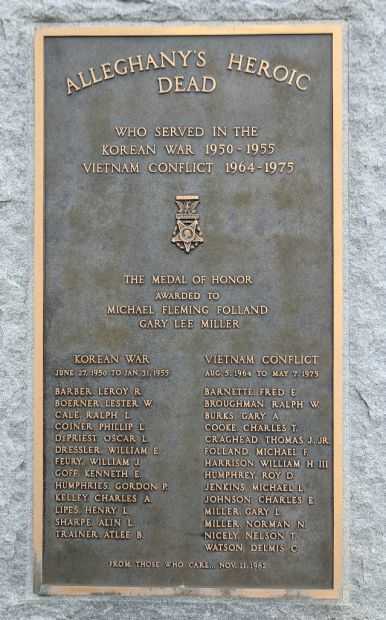 ALLEGHANY'S HEROIC
DEAD
WHO SERVED IN THE
KOREAN WAR 1950-1955
VIETNAM CONFLICT 1964-1975
THE MEDAL OF HONOR
AWARDED TO
MICHAEL FLEMING FOLLAND
GARY LEE MILLER
KOREAN WAR
JUNE 27, 1950 TO JAN. 31, 1955
BARBER, LEROY R.
BOERNER, LESTER W.
CALE, RALPH L.
COINER, PHILLIP L.
DEPRIEST, OSCAR L.
DRESSLER, WILLIAM E.
FEURY, WILLIAM J.
GOFF, KENNETH E.
HUMPHRIES, GORDON P.
KELLEY, CHARLES A.
LIPES, HENRY L.
SHARPE, ALIN L.
TRAINER, ATLEE B.
VIETNAM CONFLICT
AUG. 5, 1964 TO MAY 7, 1975
BARNETTE, FRED E.
BROUGHMAN, RALPH W.
BURKS, GARY A.
COOKE, CHARLES T.
CRAGHEAD, THOMAS J., JR.
FOLLAND, MICHAEL F.
HARRISON, WILLIAM H. III
HUMPHREY, ROY D.
JENKINS, MICHAEL L.
JOHNSON, CHARLES E.
MILLER, GARY L.
MILLER, NORMAN N.
NICELY, NELSON T.
WATSON, DELMIS C.
FROM THOSE WHO CARE... NOV. 11, 1982